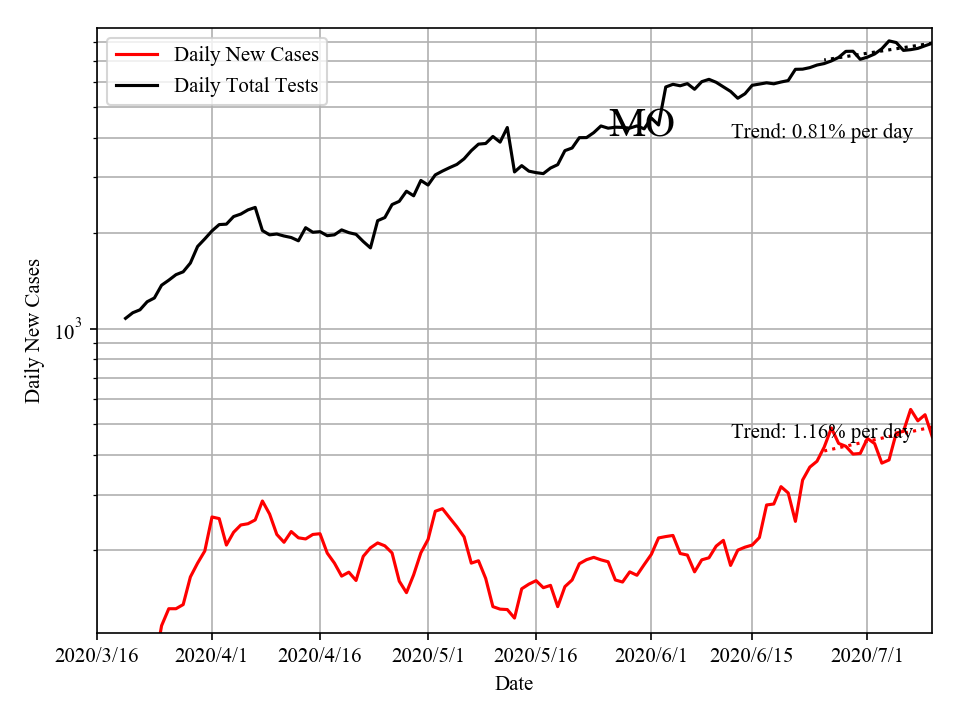 Daily New Cases
Daily Total Tests
MO
Trend: 0.81% per day
Daily New Cases
10³
Trend: 1.16% per day
2020/3/16 2020/4/1 2020/4/16 2020/5/1 2020/5/16 2020/6/1 2020/6/15 2020/7/1
Date